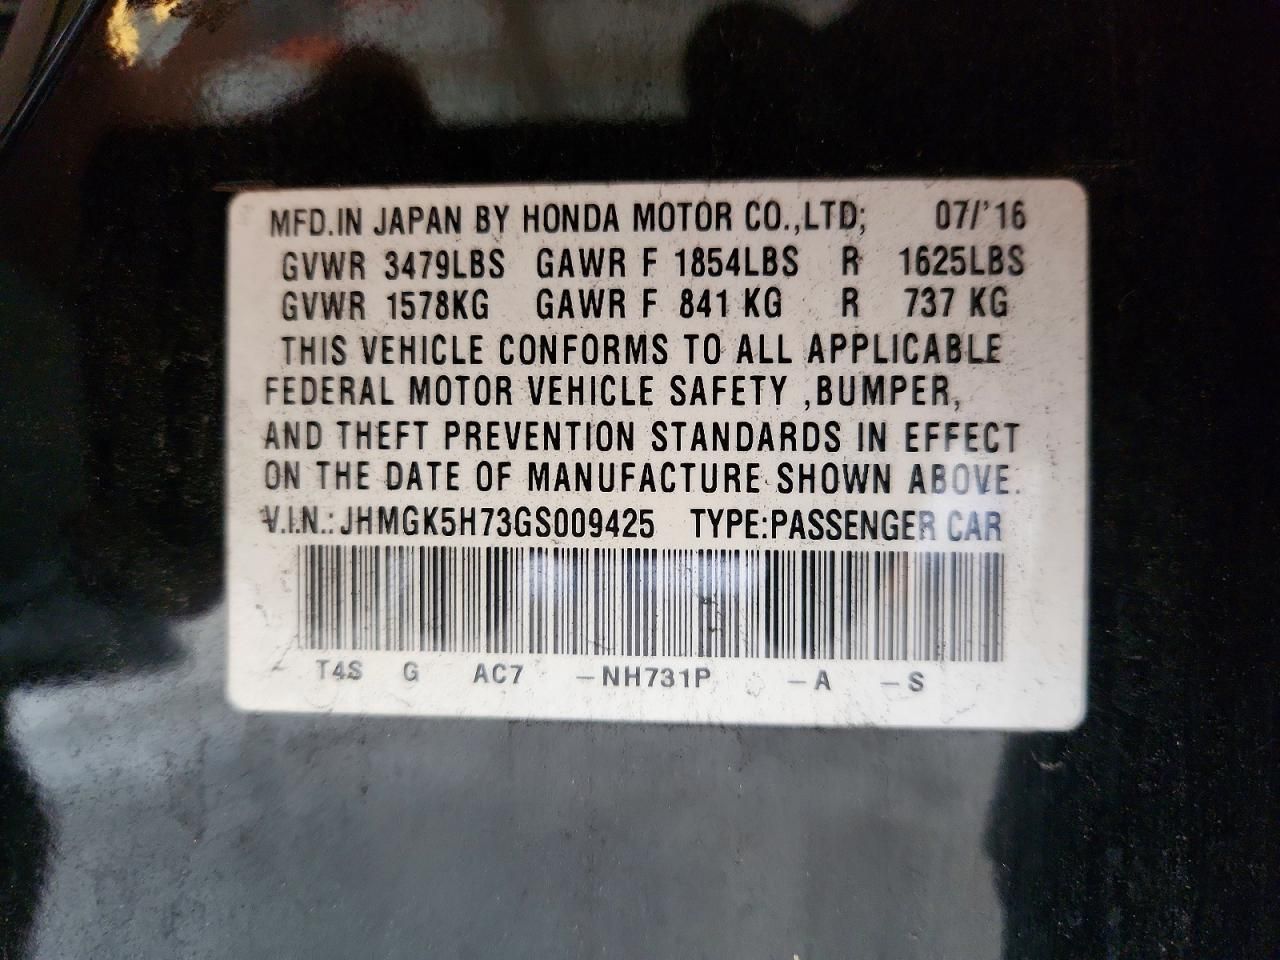 MFD.IN JAPAN BY HONDA MOTOR CO.,LTD; 07/'16
GVWR 3479LBS GAWR F 1854LBS R 1625LBS
GVWR 1578KG GAWR F 841 KG R 737 KG
THIS VEHICLE CONFORMS TO ALL APPLICABLE
FEDERAL MOTOR VEHICLE SAFETY ,BUMPER,
AND THEFT PREVENTION STANDARDS IN EFFECT
ON THE DATE OF MANUFACTURE SHOWN ABOVE.
V.I.N.: JHMGK5H73GS009425 TYPE:PASSENGER CAR
T4S G AC7 -NH731P -A -S